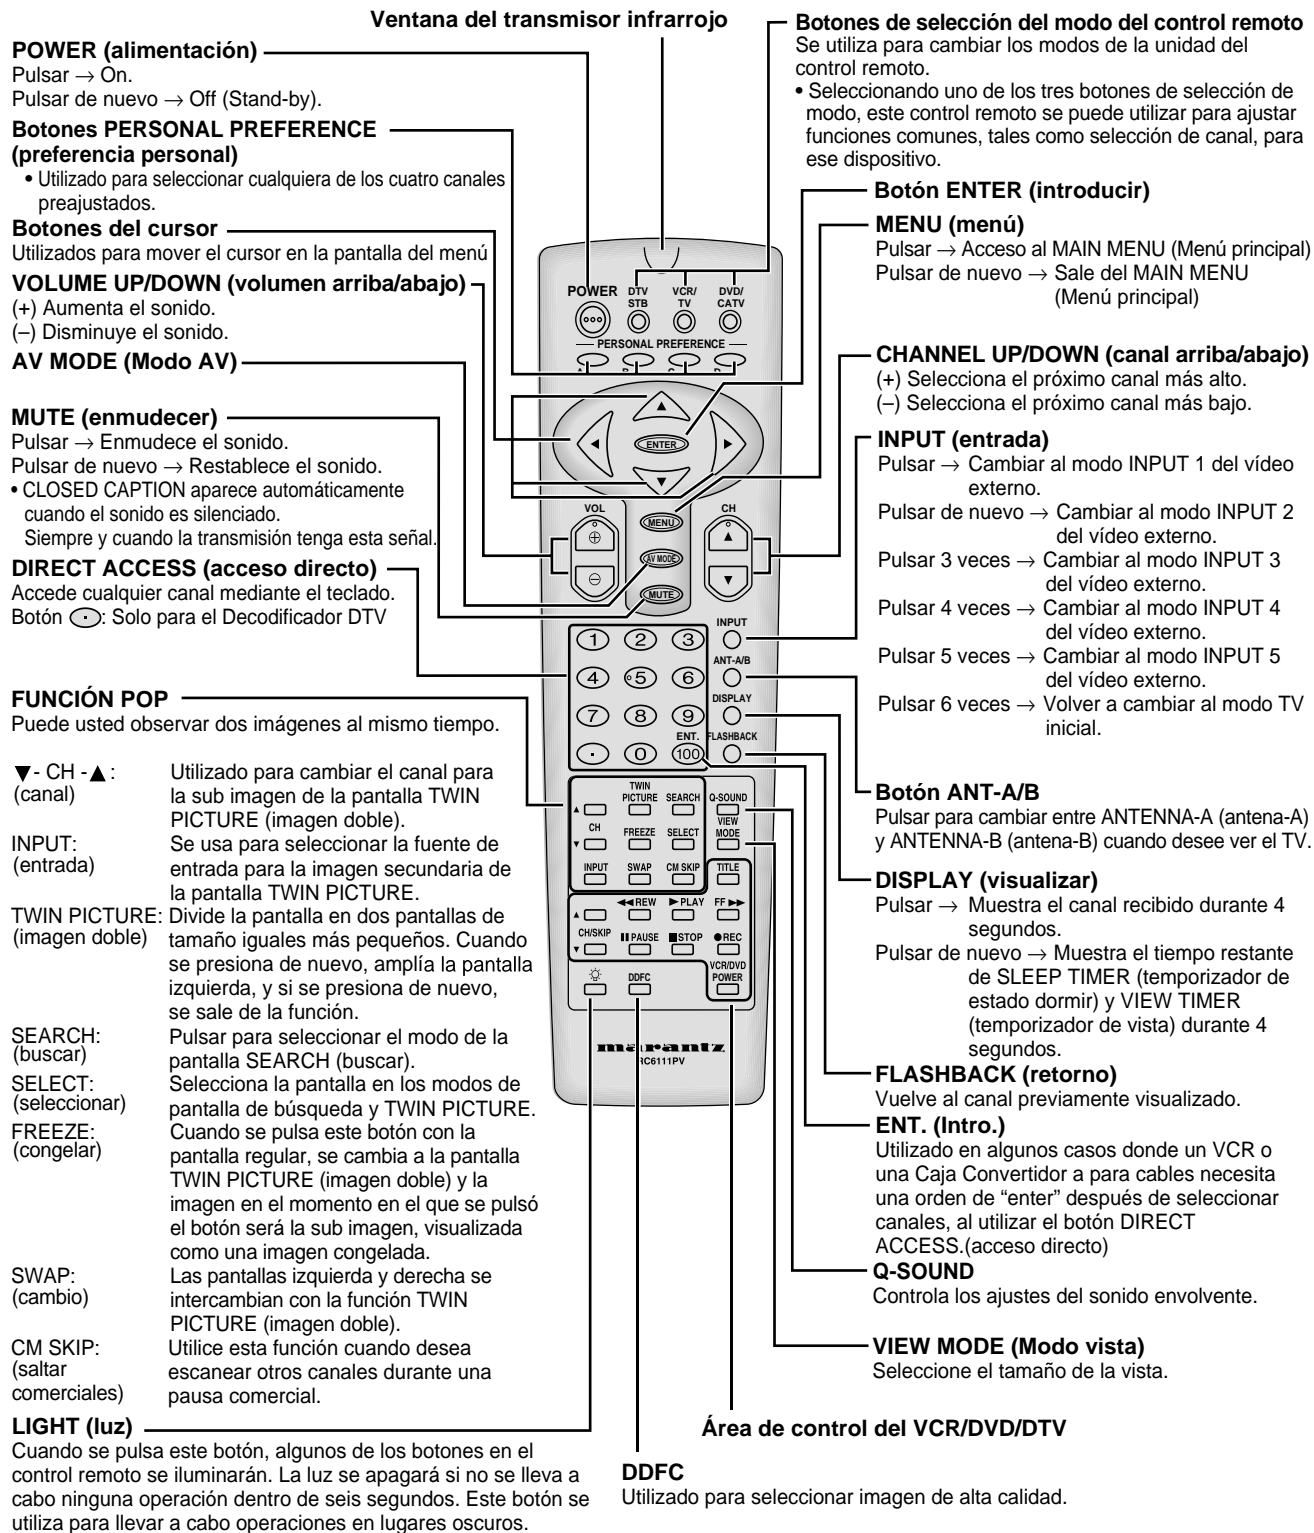 Ventana del transmisor infrarrojo
POWER (alimentación)
Pulsar → On.
Pulsar de nuevo → Off (Stand-by).
Botones PERSONAL PREFERENCE
(preferencia personal)
• Utilizado para seleccionar cualquiera de los cuatro canales
preajustados.
Botones del cursor
Utilizados para mover el cursor en la pantalla del menú
VOLUME UP/DOWN (volumen arriba/abajo)
(+) Aumenta el sonido.
(–) Disminuye el sonido.
AV MODE (Modo AV)
MUTE (enmudecer)
Pulsar → Enmudece el sonido.
Pulsar de nuevo → Restablece el sonido.
• CLOSED CAPTION aparece automáticamente
cuando el sonido es silenciado.
Siempre y cuando la transmisión tenga esta señal.
DIRECT ACCESS (acceso directo)
Accede cualquier canal mediante el teclado.
Botón (·): Solo para el Decodificador DTV
FUNCIÓN POP
Puede usted observar dos imágenes al mismo tiempo.
▼- CH -▲ : Utilizado para cambiar el canal para
(canal) la sub imagen de la pantalla TWIN
PICTURE (imagen doble).
INPUT: Se usa para seleccionar la fuente de
(entrada) entrada para la imagen secundaria de
la pantalla TWIN PICTURE.
TWIN PICTURE: Divide la pantalla en dos pantallas de
(imagen doble) tamaño iguales más pequeños. Cuando
se presiona de nuevo, amplía la pantalla
izquierda, y si se presiona de nuevo,
se sale de la función.
SEARCH: Pulsar para seleccionar el modo de la
(buscar) pantalla SEARCH (buscar).
SELECT: Selecciona la pantalla en los modos de
(seleccionar) pantalla de búsqueda y TWIN PICTURE.
FREEZE: Cuando se pulsa este botón con la
(congelar) pantalla regular, se cambia a la pantalla
TWIN PICTURE (imagen doble) y la
imagen en el momento en el que se pulsó
el botón será la sub imagen, visualizada
como una imagen congelada.
SWAP: Las pantallas izquierda y derecha se
(cambio) intercambian con la función TWIN
PICTURE (imagen doble).
CM SKIP: Utilice esta función cuando desea
(saltar escanear otros canales durante una
comerciales) pausa comercial.
LIGHT (luz)
Cuando se pulsa este botón, algunos de los botones en el
control remoto se iluminarán. La luz se apagará si no se lleva a
cabo ninguna operación dentro de seis segundos. Este botón se
utiliza para llevar a cabo operaciones en lugares oscuros.
POWER DTV VCR/ DVD/
STB TV CATV
PERSONAL PREFERENCE
ENTER
VOL MENU CH
AV MODE
MUTE
INPUT
1 2 3
ANT-A/B
4 5 6
DISPLAY
7 8 9
ENT. FLASHBACK
· 0 100
TWIN
PICTURE SEARCH Q-SOUND
▲
CH FREEZE SELECT VIEW
MODE
▼
INPUT SWAP CM SKIP TITLE
◀◀ REW ▶ PLAY FF ▶▶
▲
CH/SKIP ▮▮ PAUSE ■ STOP ● REC
▼
DDFC VCR/DVD
POWER
marantz
RC6111PV
Botones de selección del modo del control remoto
Se utiliza para cambiar los modos de la unidad del
control remoto.
• Seleccionando uno de los tres botones de selección de
modo, este control remoto se puede utilizar para ajustar
funciones comunes, tales como selección de canal, para
ese dispositivo.
Botón ENTER (introducir)
MENU (menú)
Pulsar → Acceso al MAIN MENU (Menú principal)
Pulsar de nuevo → Sale del MAIN MENU
(Menú principal)
CHANNEL UP/DOWN (canal arriba/abajo)
(+) Selecciona el próximo canal más alto.
(–) Selecciona el próximo canal más bajo.
INPUT (entrada)
Pulsar → Cambiar al modo INPUT 1 del vídeo
externo.
Pulsar de nuevo → Cambiar al modo INPUT 2
del vídeo externo.
Pulsar 3 veces → Cambiar al modo INPUT 3
del vídeo externo.
Pulsar 4 veces → Cambiar al modo INPUT 4
del vídeo externo.
Pulsar 5 veces → Cambiar al modo INPUT 5
del vídeo externo.
Pulsar 6 veces → Volver a cambiar al modo TV
inicial.
Botón ANT-A/B
Pulsar para cambiar entre ANTENNA-A (antena-A)
y ANTENNA-B (antena-B) cuando desee ver el TV.
DISPLAY (visualizar)
Pulsar → Muestra el canal recibido durante 4
segundos.
Pulsar de nuevo → Muestra el tiempo restante
de SLEEP TIMER (temporizador de
estado dormir) y VIEW TIMER
(temporizador de vista) durante 4
segundos.
FLASHBACK (retorno)
Vuelve al canal previamente visualizado.
ENT. (Intro.)
Utilizado en algunos casos donde un VCR o
una Caja Convertidor a para cables necesita
una orden de “enter” después de seleccionar
canales, al utilizar el botón DIRECT
ACCESS.(acceso directo)
Q-SOUND
Controla los ajustes del sonido envolvente.
VIEW MODE (Modo vista)
Seleccione el tamaño de la vista.
Área de control del VCR/DVD/DTV
DDFC
Utilizado para seleccionar imagen de alta calidad.